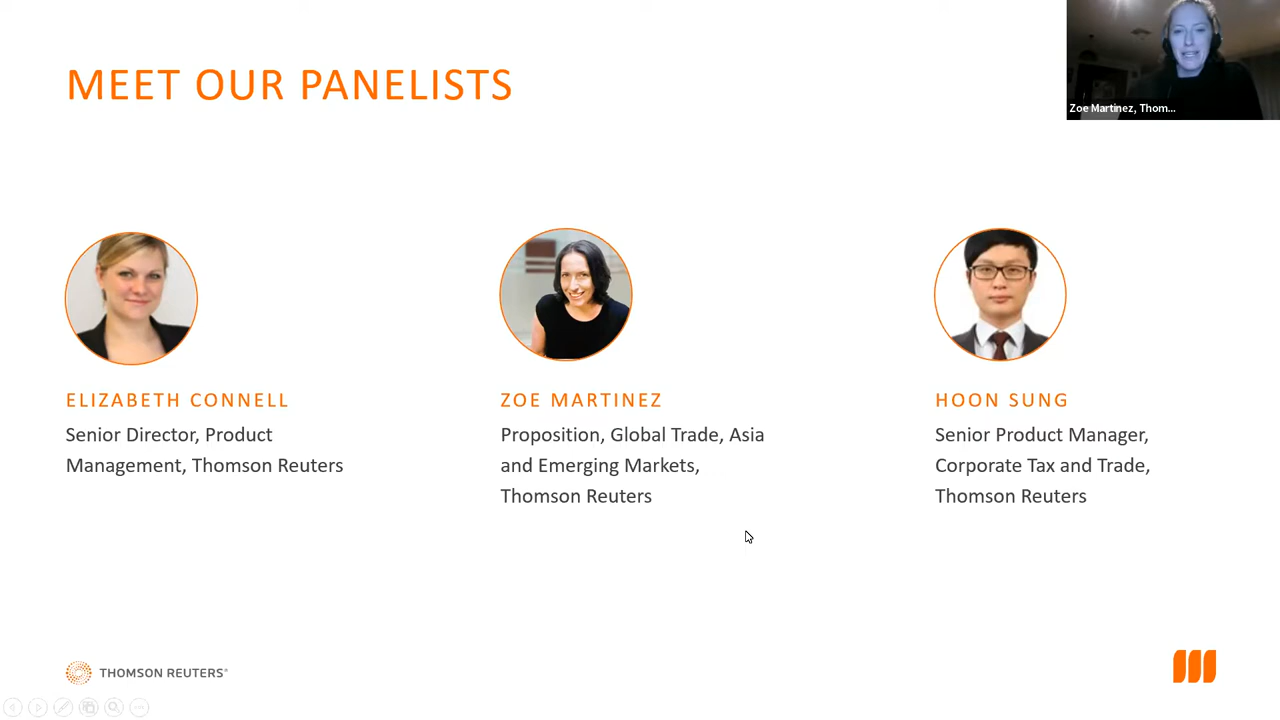 MEET OUR PANELISTS
Zoe Martinez, Thom...
ELIZABETH CONNELL
Senior Director, Product
Management, Thomson Reuters
ZOE MARTINEZ
Proposition, Global Trade, Asia
and Emerging Markets,
Thomson Reuters
HOON SUNG
Senior Product Manager,
Corporate Tax and Trade,
Thomson Reuters
THOMSON REUTERS®